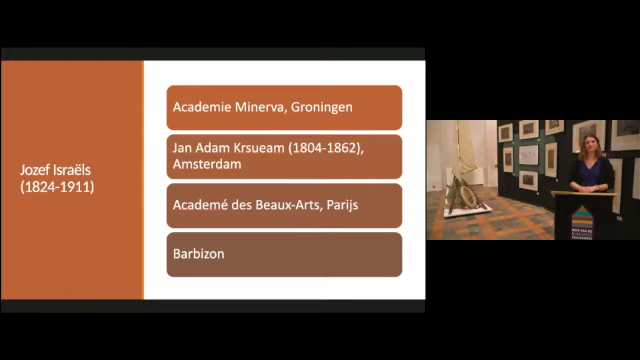 Jozef Israëls
(1824-1911)
Academie Minerva, Groningen
Jan Adam Krsueam (1804-1862),
Amsterdam
Academé des Beaux-Arts, Parijs
Barbizon